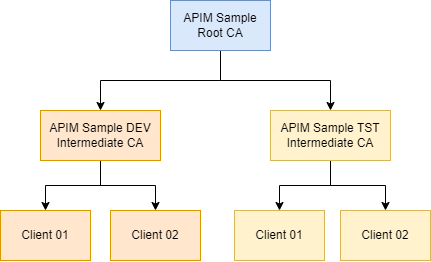 APIM Sample
Root CA
APIM Sample DEV
Intermediate CA
APIM Sample TST
Intermediate CA
Client 01
Client 02
Client 01
Client 02